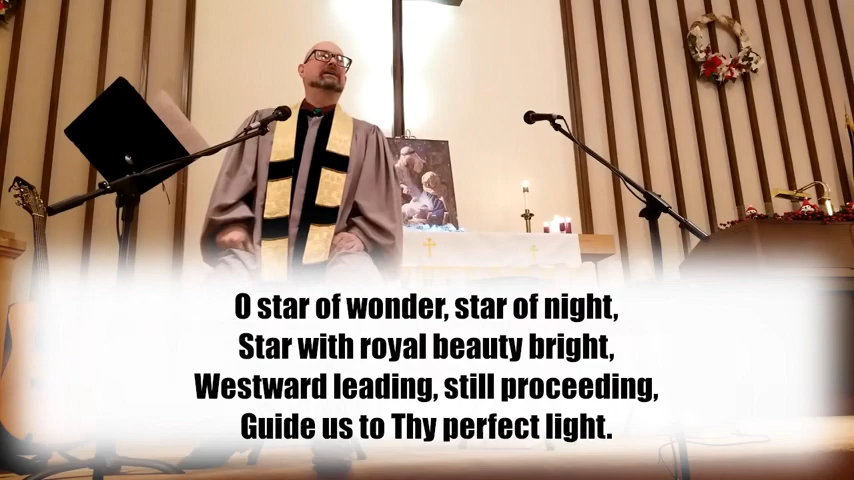 O star of wonder, star of night,
Star with royal beauty bright,
Westward leading, still proceeding,
Guide us to Thy perfect light.